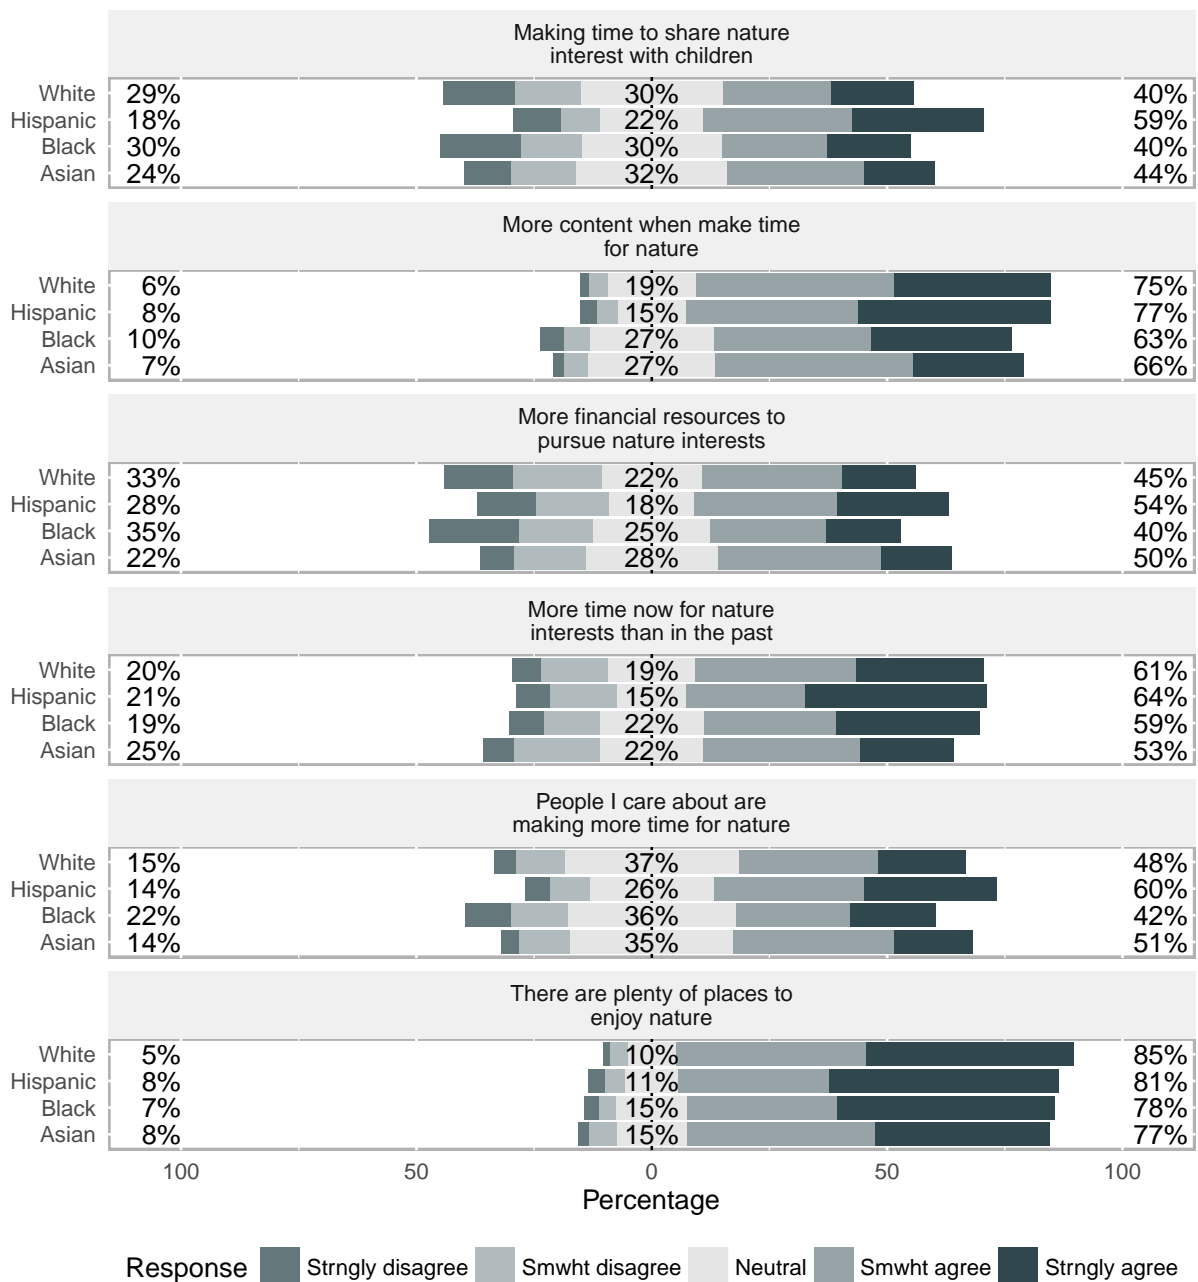 Making time to share nature
interest with children
White 29% 30% 40%
Hispanic 18% 22% 59%
Black 30% 30% 40%
Asian 24% 32% 44%
More content when make time
for nature
White 6% 19% 75%
Hispanic 8% 15% 77%
Black 10% 27% 63%
Asian 7% 27% 66%
More financial resources to
pursue nature interests
White 33% 22% 45%
Hispanic 28% 18% 54%
Black 35% 25% 40%
Asian 22% 28% 50%
More time now for nature
interests than in the past
White 20% 19% 61%
Hispanic 21% 15% 64%
Black 19% 22% 59%
Asian 25% 22% 53%
People I care about are
making more time for nature
White 15% 37% 48%
Hispanic 14% 26% 60%
Black 22% 36% 42%
Asian 14% 35% 51%
There are plenty of places to
enjoy nature
White 5% 10% 85%
Hispanic 8% 11% 81%
Black 7% 15% 78%
Asian 8% 15% 77%
100 50 0 50 100
Percentage
Response Strngly disagree Smwht disagree Neutral Smwht agree Strngly agree